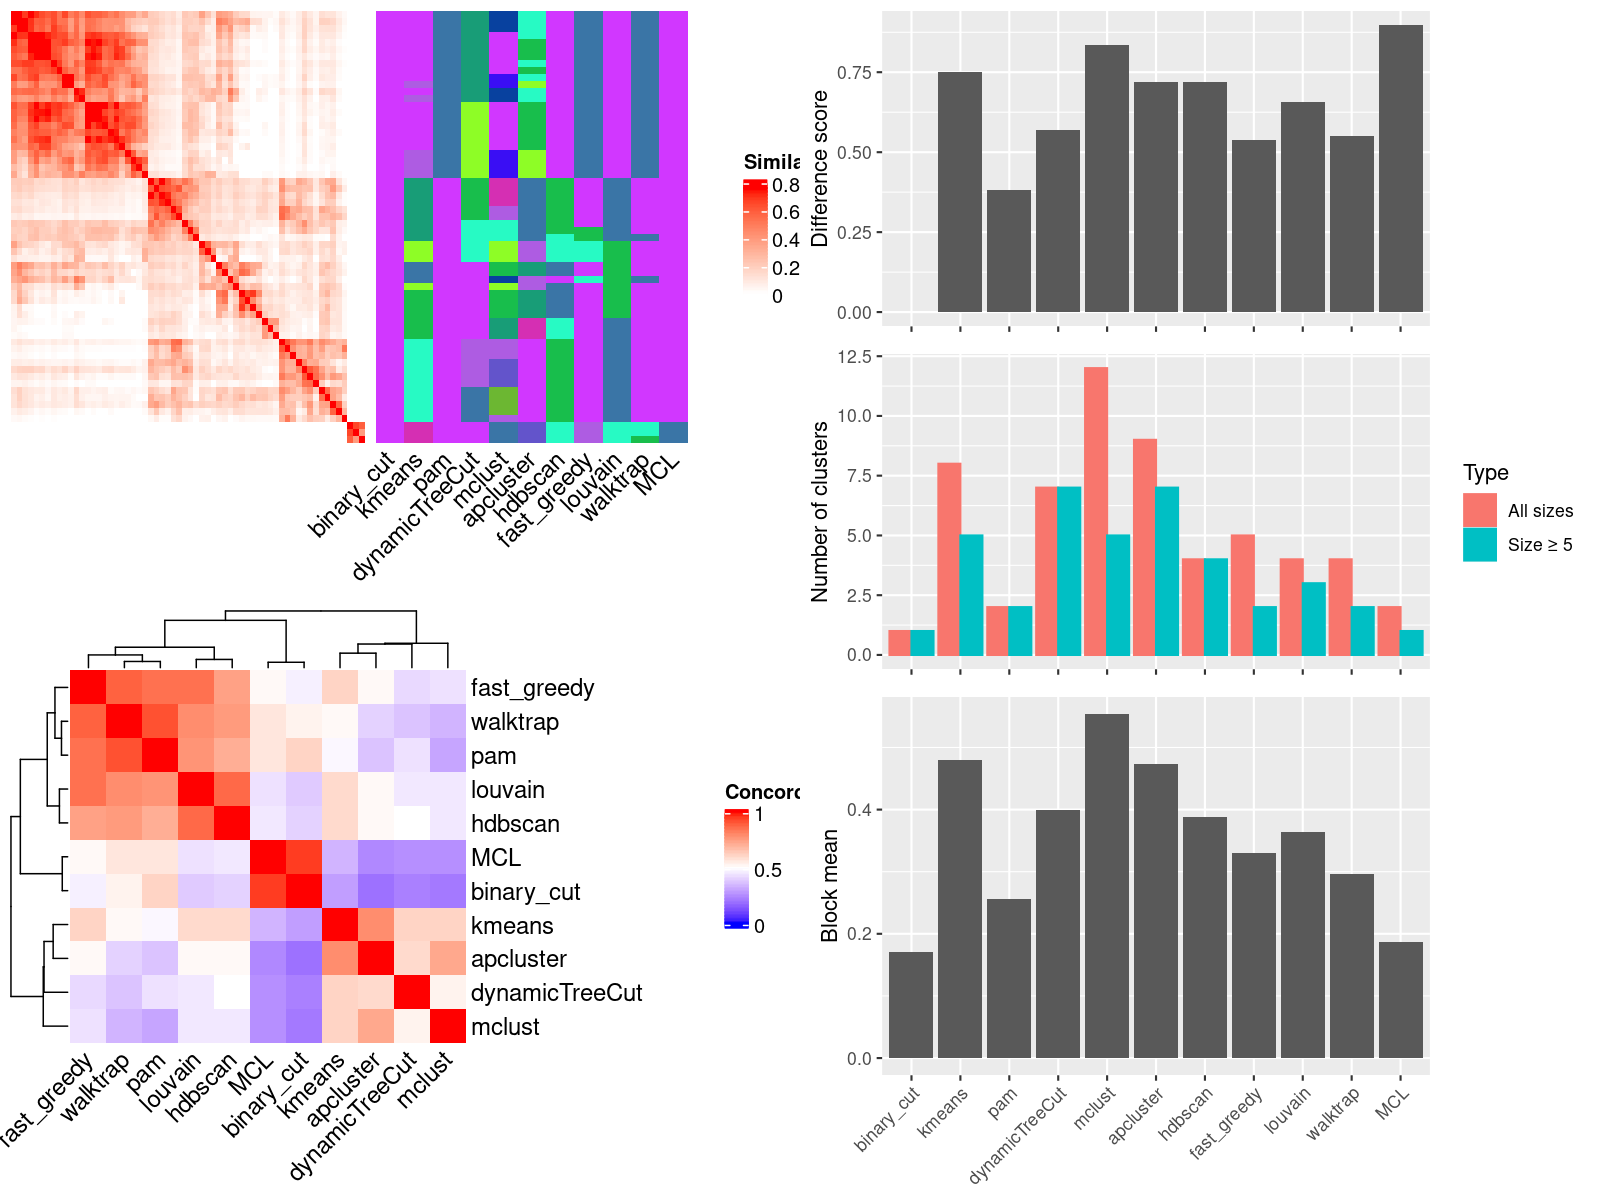 Simila
0.8
0.6
0.4
0.2
0
binary_cut
kmeans
pam
dynamicTreeCut
mclust
apcluster
hdbscan
fast_greedy
louvain
walktrap
MCL
Difference score
0.75
0.50
0.25
0.00
Number of clusters
12.5
10.0
7.5
5.0
2.5
0.0
Type
All sizes
Size ≥ 5
fast_greedy
walktrap
pam
louvain
hdbscan
MCL
binary_cut
kmeans
apcluster
dynamicTreeCut
mclust
fast_greedy
walktrap
pam
louvain
hdbscan
MCL
binary_cut
kmeans
apcluster
dynamicTreeCut
mclust
Concord
1
0.5
0
Block mean
0.4
0.2
0.0
binary_cut
kmeans
pam
dynamicTreeCut
mclust
apcluster
hdbscan
fast_greedy
louvain
walktrap
MCL